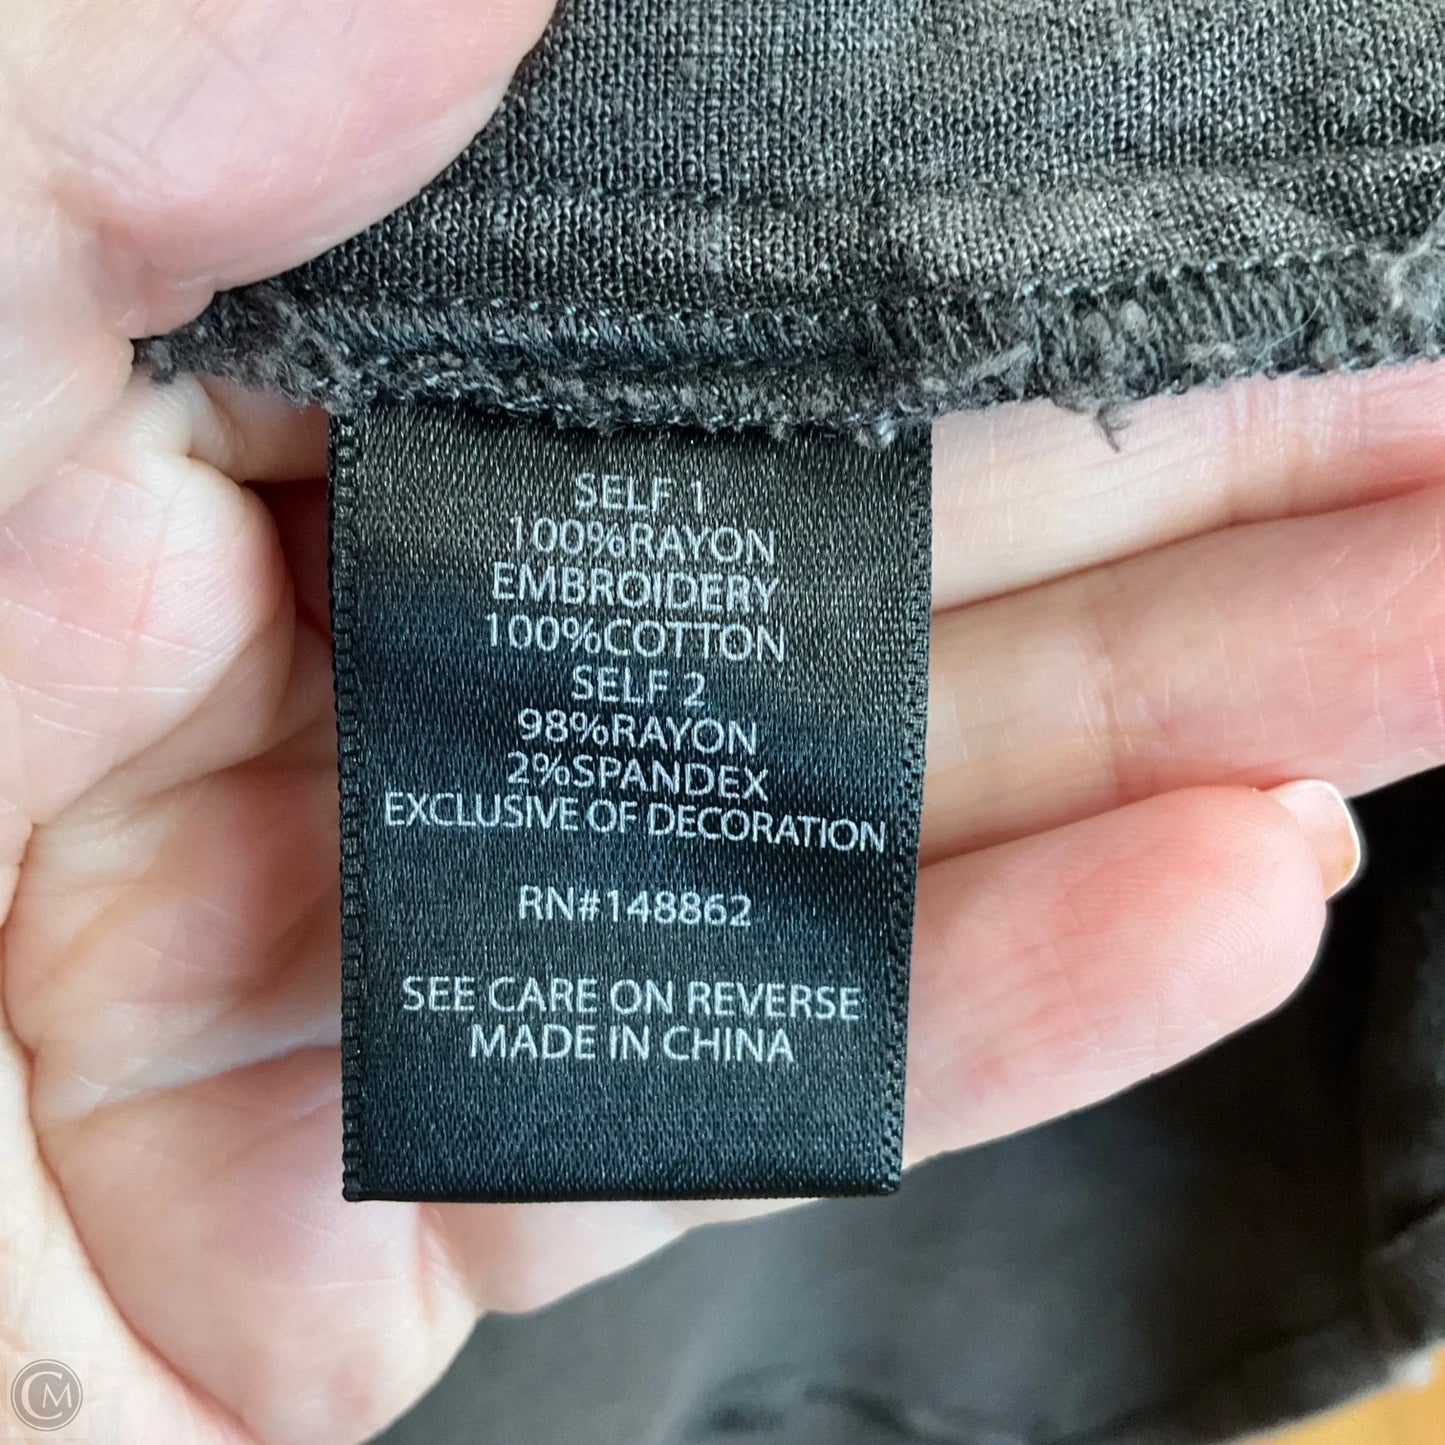 SELF 1
100%RAYON
EMBROIDERY
100%COTTON
SELF 2
98%RAYON
2%SPANDEX
EXCLUSIVE OF DECORATION
RN#148862
SEE CARE ON REVERSE
MADE IN CHINA
CM